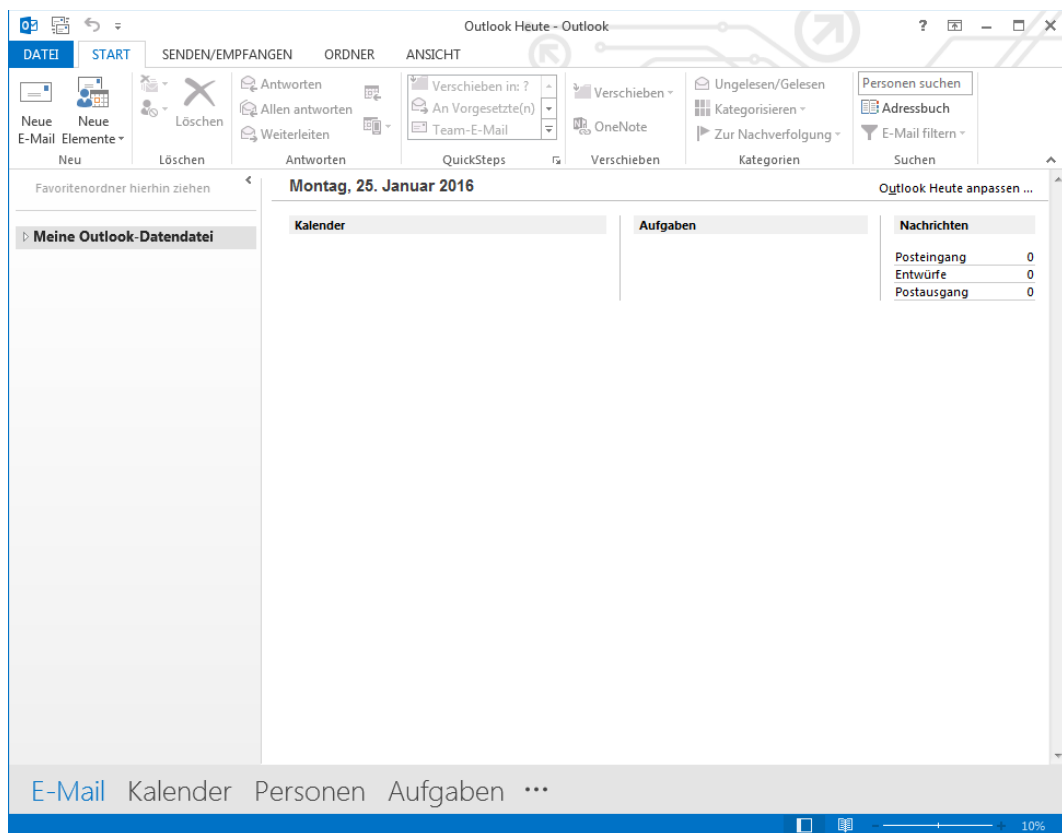 Outlook Heute - Outlook
?
DATEI START SENDEN/EMPFANGEN ORDNER ANSICHT
Neue E-Mail
Neue Elemente
Neu
Löschen
Löschen
Antworten
Allen antworten
Weiterleiten
Antworten
Verschieben in: ?
An Vorgesetzte(n)
Team-E-Mail
QuickSteps
Verschieben
OneNote
Verschieben
Ungelesen/Gelesen
Kategorisieren
Zur Nachverfolgung
Kategorien
Personen suchen
Adressbuch
E-Mail filtern
Suchen
Favoritenordner hierhin ziehen
Meine Outlook-Datendatei
Montag, 25. Januar 2016
Outlook Heute anpassen ...
Kalender
Aufgaben
Nachrichten
Posteingang 0
Entwürfe 0
Postausgang 0
E-Mail Kalender Personen Aufgaben •••
10%